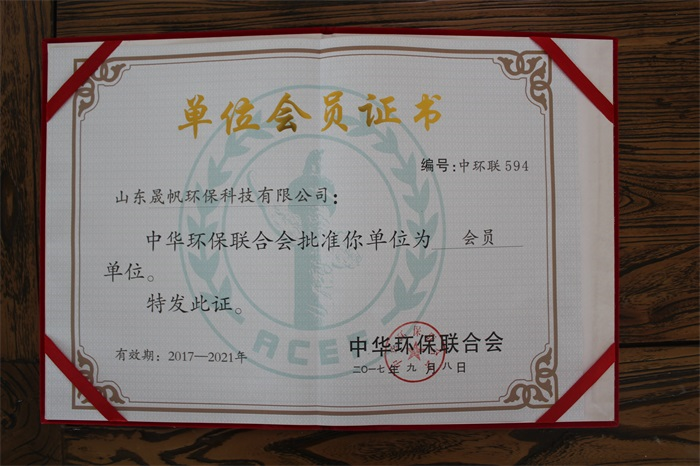 单位会员证书
编号:中环联594
山东晟帆环保科技有限公司:
中华环保联合会批准你单位为 会员
单位。
特发此证。
ACEF
有效期:2017—2021年
中华环保联合会
二〇一七年九月八日